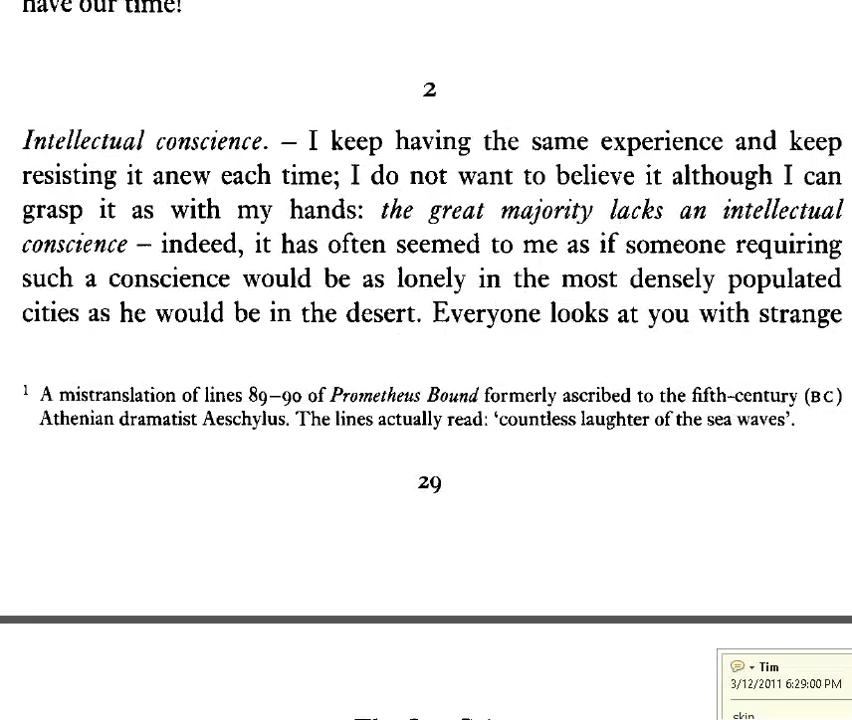 have our time!
2
Intellectual conscience. – I keep having the same experience and keep
resisting it anew each time; I do not want to believe it although I can
grasp it as with my hands: the great majority lacks an intellectual
conscience – indeed, it has often seemed to me as if someone requiring
such a conscience would be as lonely in the most densely populated
cities as he would be in the desert. Everyone looks at you with strange
1 A mistranslation of lines 89–90 of Prometheus Bound formerly ascribed to the fifth-century (BC)
Athenian dramatist Aeschylus. The lines actually read: ‘countless laughter of the sea waves’.
29
Tim
3/12/2011 6:29:00 PM
skip